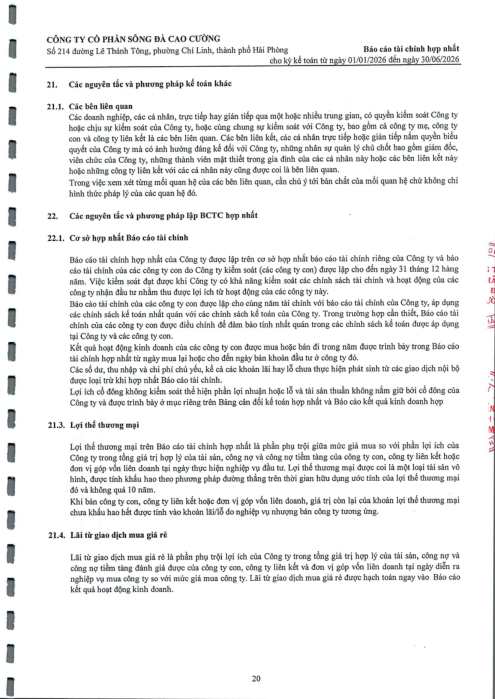 CÔNG TY CỔ PHẦN SÔNG ĐÀ CAO CƯỜNG
Số 214 đường Lê Thánh Tông, phường Chí Linh, thành phố Hải Phòng
Báo cáo tài chính hợp nhất
cho kỳ kế toán từ ngày 01/01/2026 đến ngày 30/06/2026
21. Các nguyên tắc và phương pháp kế toán khác
21.1. Các bên liên quan
Các doanh nghiệp, các cá nhân, trực tiếp hay gián tiếp qua một hoặc nhiều trung gian, có quyền kiểm soát Công ty
hoặc chịu sự kiểm soát của Công ty, hoặc cùng chung sự kiểm soát với Công ty, bao gồm cả công ty mẹ, công ty
con và công ty liên kết là các bên liên quan. Các bên liên kết, các cá nhân trực tiếp hoặc gián tiếp nắm quyền biểu
quyết của Công ty mà có ảnh hưởng đáng kể đối với Công ty, những nhân sự quản lý chủ chốt bao gồm giám đốc,
viên chức của Công ty, những thành viên mật thiết trong gia đình của các cá nhân này hoặc các bên liên kết này
hoặc những công ty liên kết với các cá nhân này cũng được coi là bên liên quan.
Trong việc xem xét từng mối quan hệ của các bên liên quan, cần chú ý tới bản chất của mối quan hệ chứ không chỉ
hình thức pháp lý của các quan hệ đó.
22. Các nguyên tắc và phương pháp lập BCTC hợp nhất
22.1. Cơ sở hợp nhất Báo cáo tài chính
Báo cáo tài chính hợp nhất của Công ty được lập trên cơ sở hợp nhất báo cáo tài chính riêng của Công ty và báo
cáo tài chính của các công ty con do Công ty kiểm soát (các công ty con) được lập cho đến ngày 31 tháng 12 hàng
năm. Việc kiểm soát đạt được khi Công ty có khả năng kiểm soát các chính sách tài chính và hoạt động của các
công ty nhận đầu tư nhằm thu được lợi ích từ hoạt động của các công ty này.
Báo cáo tài chính của các công ty con được lập cho cùng năm tài chính với báo cáo tài chính của Công ty, áp dụng
các chính sách kế toán nhất quán với các chính sách kế toán của Công ty. Trong trường hợp cần thiết, Báo cáo tài
chính của các công ty con được điều chỉnh để đảm bảo tính nhất quán trong các chính sách kế toán được áp dụng
tại Công ty và các công ty con.
Kết quả hoạt động kinh doanh của các công ty con được mua hoặc bán đi trong năm được trình bày trong Báo cáo
tài chính hợp nhất từ ngày mua lại hoặc cho đến ngày bán khoản đầu tư ở công ty đó.
Các số dư, thu nhập và chi phí chủ yếu, kể cả các khoản lãi hay lỗ chưa thực hiện phát sinh từ các giao dịch nội bộ
được loại trừ khi hợp nhất Báo cáo tài chính.
Lợi ích cổ đông không kiểm soát thể hiện phần lợi nhuận hoặc lỗ và tài sản thuần không nắm giữ bởi cổ đông của
Công ty và được trình bày ở mục riêng trên Bảng cân đối kế toán hợp nhất và Báo cáo kết quả kinh doanh hợp
21.3. Lợi thế thương mại
Lợi thế thương mại trên Báo cáo tài chính hợp nhất là phần phụ trội giữa mức giá mua so với phần lợi ích của
Công ty trong tổng giá trị hợp lý của tài sản, công nợ và công nợ tiềm tàng của công ty con, công ty liên kết hoặc
đơn vị góp vốn liên doanh tại ngày thực hiện nghiệp vụ đầu tư. Lợi thế thương mại được coi là một loại tài sản vô
hình, được tính khấu hao theo phương pháp đường thẳng trên thời gian hữu dụng ước tính của lợi thế thương mại
đó và không quá 10 năm.
Khi bán công ty con, công ty liên kết hoặc đơn vị góp vốn liên doanh, giá trị còn lại của khoản lợi thế thương mại
chưa khấu hao hết được tính vào khoản lãi/lỗ do nghiệp vụ nhượng bán công ty tương ứng.
21.4. Lãi từ giao dịch mua giá rẻ
Lãi từ giao dịch mua giá rẻ là phần phụ trội lợi ích của Công ty trong tổng giá trị hợp lý của tài sản, công nợ và
công nợ tiềm tàng đánh giá được của công ty con, công ty liên kết và đơn vị góp vốn liên doanh tại ngày diễn ra
nghiệp vụ mua công ty so với mức giá mua công ty. Lãi từ giao dịch mua giá rẻ được hạch toán ngay vào Báo cáo
kết quả hoạt động kinh doanh.
20